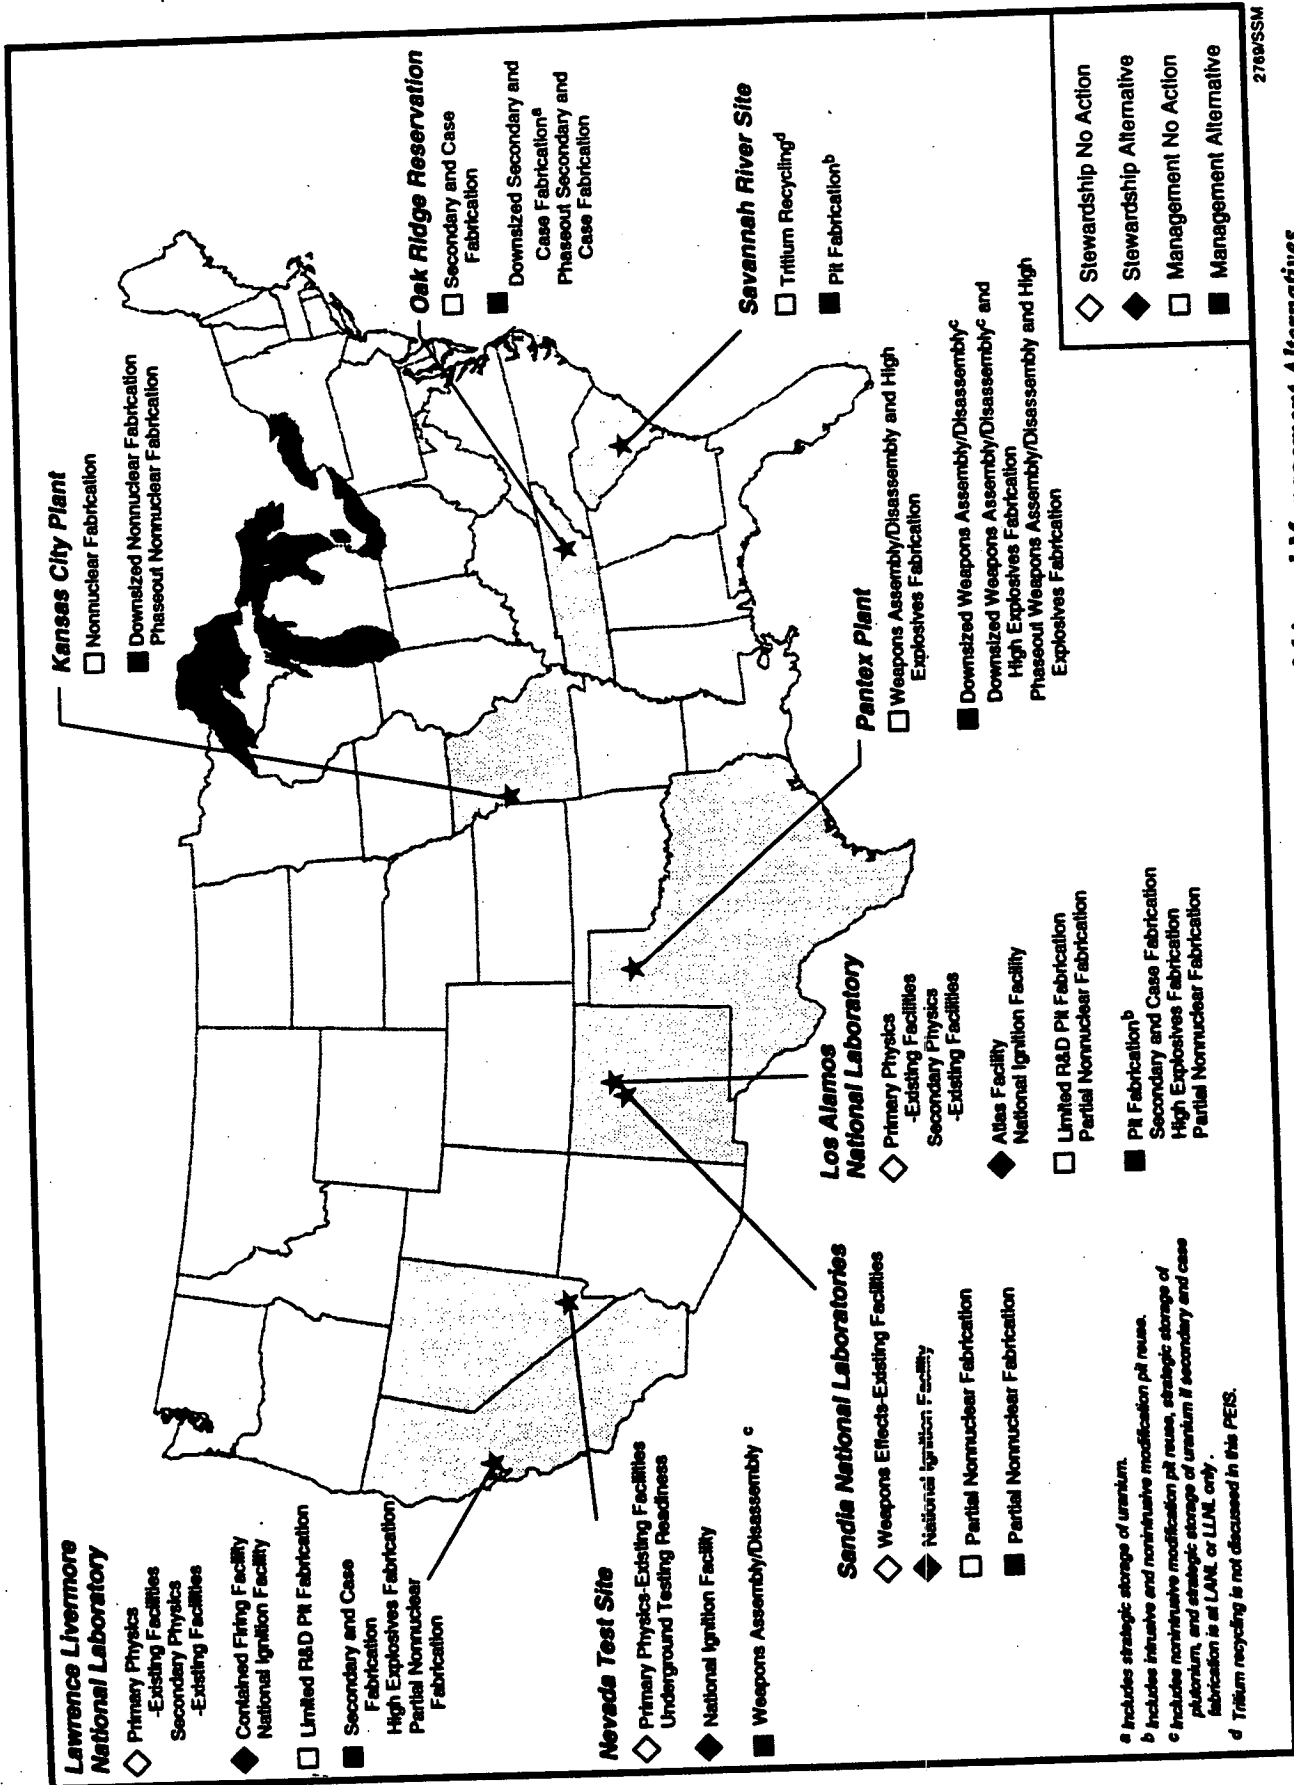 Lawrence Livermore
National Laboratory
Primary Physics
-Existing Facilities
Secondary Physics
-Existing Facilities
Contained Firing Facility
National Ignition Facility
Limited R&D Pit Fabrication
Secondary and Case
Fabrication
High Explosives Fabrication
Partial Nonnuclear
Fabrication
Nevada Test Site
Primary Physics-Existing Facilities
Underground Testing Readiness
National Ignition Facility
Weapons Assembly/Disassembly c
Sandia National Laboratories
Weapons Effects-Existing Facilities
National Ignition Facility
Partial Nonnuclear Fabrication
Partial Nonnuclear Fabrication
Los Alamos
National Laboratory
Primary Physics
-Existing Facilities
Secondary Physics
-Existing Facilities
Atlas Facility
National Ignition Facility
Limited R&D Pit Fabrication
Partial Nonnuclear Fabrication
Pit Fabrication b
Secondary and Case Fabrication
High Explosives Fabrication
Partial Nonnuclear Fabrication
Kansas City Plant
Nonnuclear Fabrication
Downsized Nonnuclear Fabrication
Phaseout Nonnuclear Fabrication
Pantex Plant
Weapons Assembly/Disassembly and High
Explosives Fabrication
Downsized Weapons Assembly/Disassembly c
Downsized Weapons Assembly/Disassembly c and
High Explosives Fabrication
Phaseout Weapons Assembly/Disassembly and High
Explosives Fabrication
Oak Ridge Reservation
Secondary and Case
Fabrication
Downsized Secondary and
Case Fabrication a
Phaseout Secondary and
Case Fabrication
Savannah River Site
Tritium Recycling d
Pit Fabrication b
Stewardship No Action
Stewardship Alternative
Management No Action
Management Alternative
a Includes strategic storage of uranium.
b Includes intrusive and nonintrusive modification pit reuse.
c Includes nonintrusive modification pit reuse, strategic storage of
plutonium, and strategic storage of uranium if secondary and case
fabrication is at LANL or LLNL only.
d Tritium recycling is not discussed in this PEIS.
2769/SSM
Management Alternatives